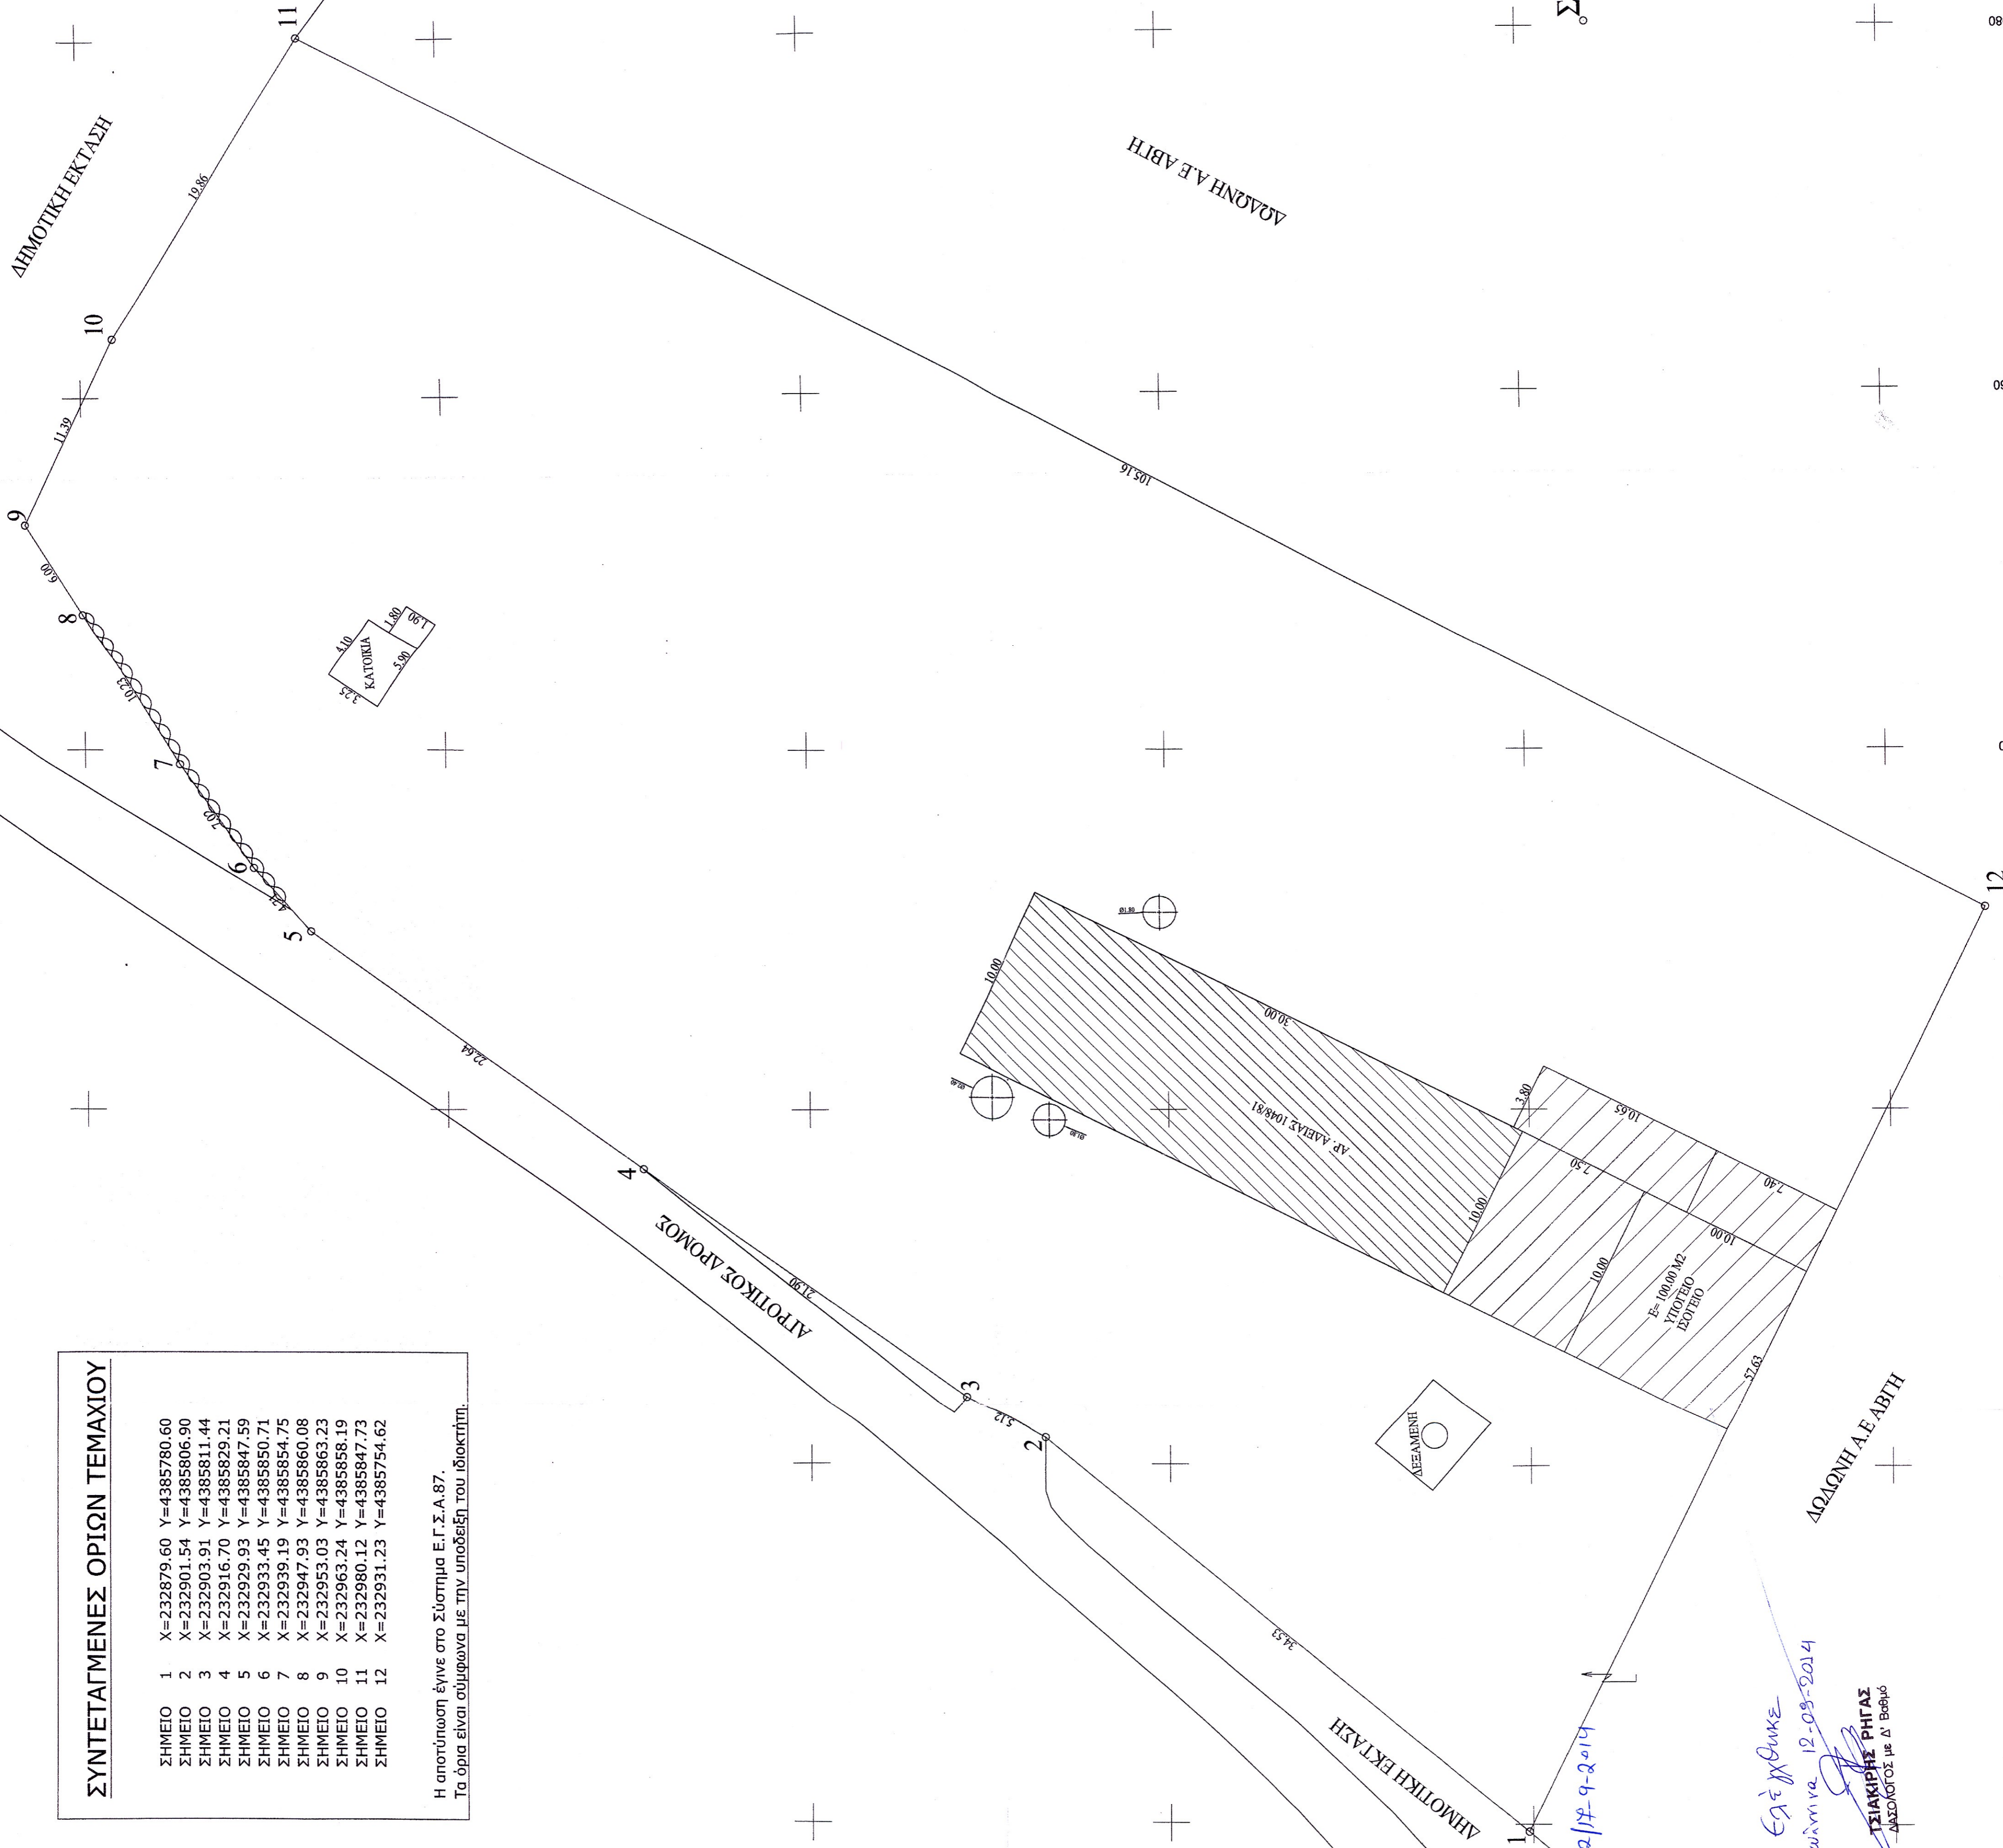 ΣΥΝΤΕΤΑΓΜΕΝΕΣ ΟΡΙΩΝ ΤΕΜΑΧΙΟΥ
ΣΗΜΕΙΟ 1 X=232879.60 Y=4385780.60
ΣΗΜΕΙΟ 2 X=232901.54 Y=4385806.90
ΣΗΜΕΙΟ 3 X=232903.91 Y=4385811.44
ΣΗΜΕΙΟ 4 X=232916.70 Y=4385829.21
ΣΗΜΕΙΟ 5 X=232929.93 Y=4385847.59
ΣΗΜΕΙΟ 6 X=232933.45 Y=4385850.71
ΣΗΜΕΙΟ 7 X=232939.19 Y=4385854.75
ΣΗΜΕΙΟ 8 X=232947.93 Y=4385860.08
ΣΗΜΕΙΟ 9 X=232953.03 Y=4385863.23
ΣΗΜΕΙΟ 10 X=232963.24 Y=4385858.19
ΣΗΜΕΙΟ 11 X=232980.12 Y=4385847.73
ΣΗΜΕΙΟ 12 X=232931.23 Y=4385754.62
Η αποτύπωση έγινε στο Σύστημα Ε.Γ.Σ.Α.87.
Τα όρια είναι σύμφωνα με την υπόδειξη του ιδιοκτήτη.
ΔΗΜΟΤΙΚΗ ΕΚΤΑΣΗ
11
19.86
10
11.39
9
6.00
8
10.23
7
7.02
6
4.71
5
22.64
4
ΑΓΡΟΤΙΚΟΣ ΔΡΟΜΟΣ
21.90
3
5.12
2
34.53
ΔΗΜΟΤΙΚΗ ΕΚΤΑΣΗ
1
ΚΑΤΟΙΚΙΑ
4.10
3.25
5.90
1.80
1.90
ΔΩΔΩΝΗ Α.Ε ΑΒΓΗ
105.16
12
10.00
30.00
ΑΡ. ΑΔΕΙΑΣ 1048/81
Ø1.80
Ø1.80
10.00
3.80
10.65
7.50
7.40
10.00
10.00
Ε= 100.00 Μ2
ΥΠΟΓΕΙΟ
ΙΣΟΓΕΙΟ
57.63
ΔΕΞΑΜΕΝΗ
ΔΩΔΩΝΗ Α.Ε ΑΒΓΗ
Σ
2/17-9-2014
Ελέγχθηκε
12-09-2014
ΤΣΙΑΚΙΡΗΣ ΡΗΓΑΣ
ΔΑΣΟΛΟΓΟΣ με Δ' Βαθμό